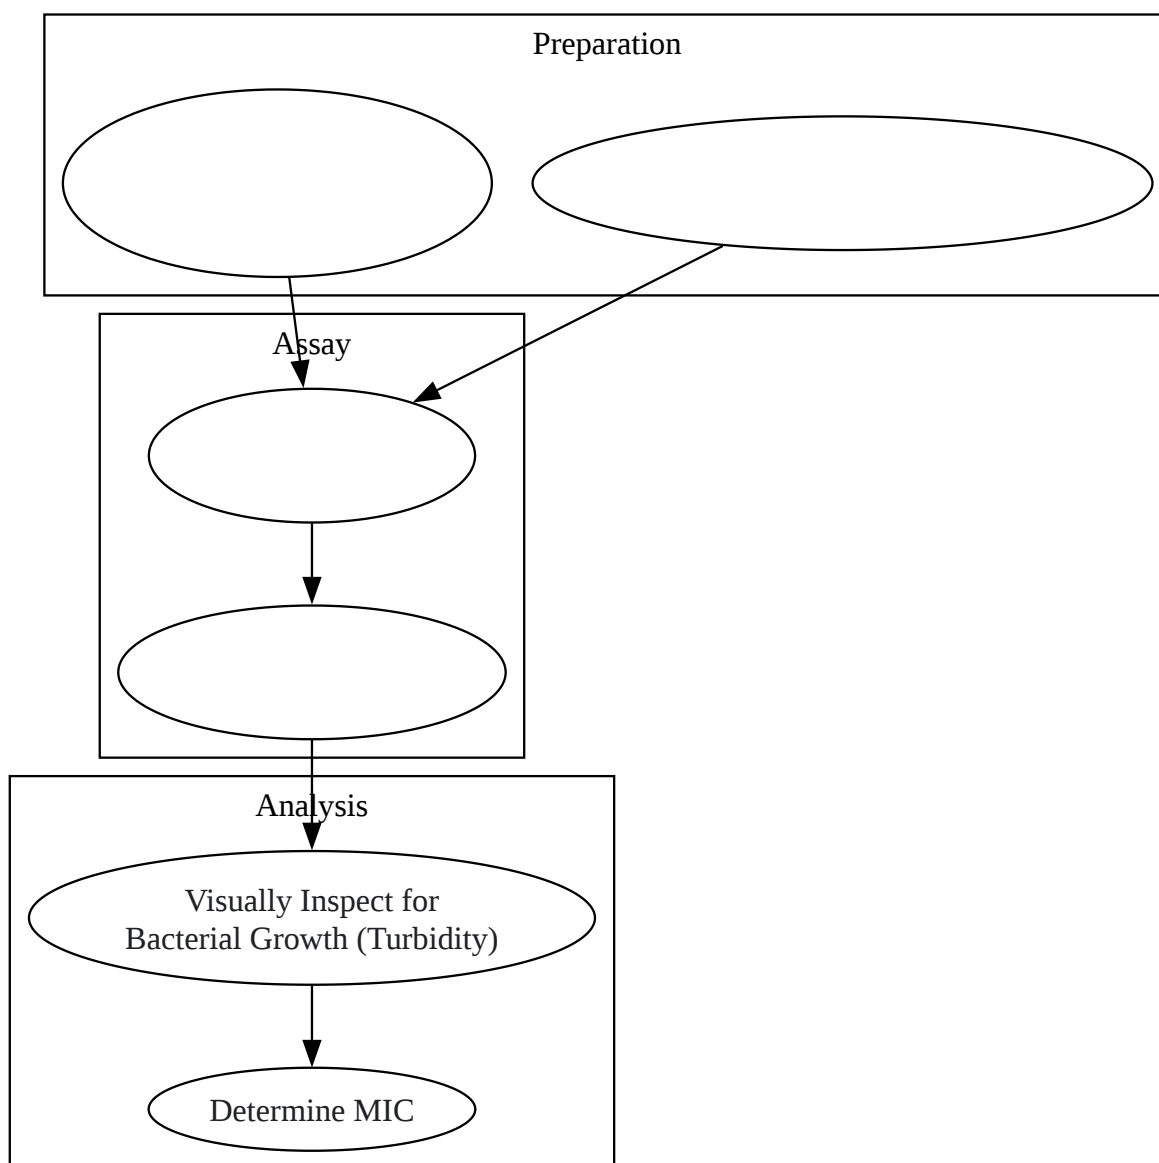 Preparation
Assay
Analysis
Visually Inspect for
Bacterial Growth (Turbidity)
Determine MIC